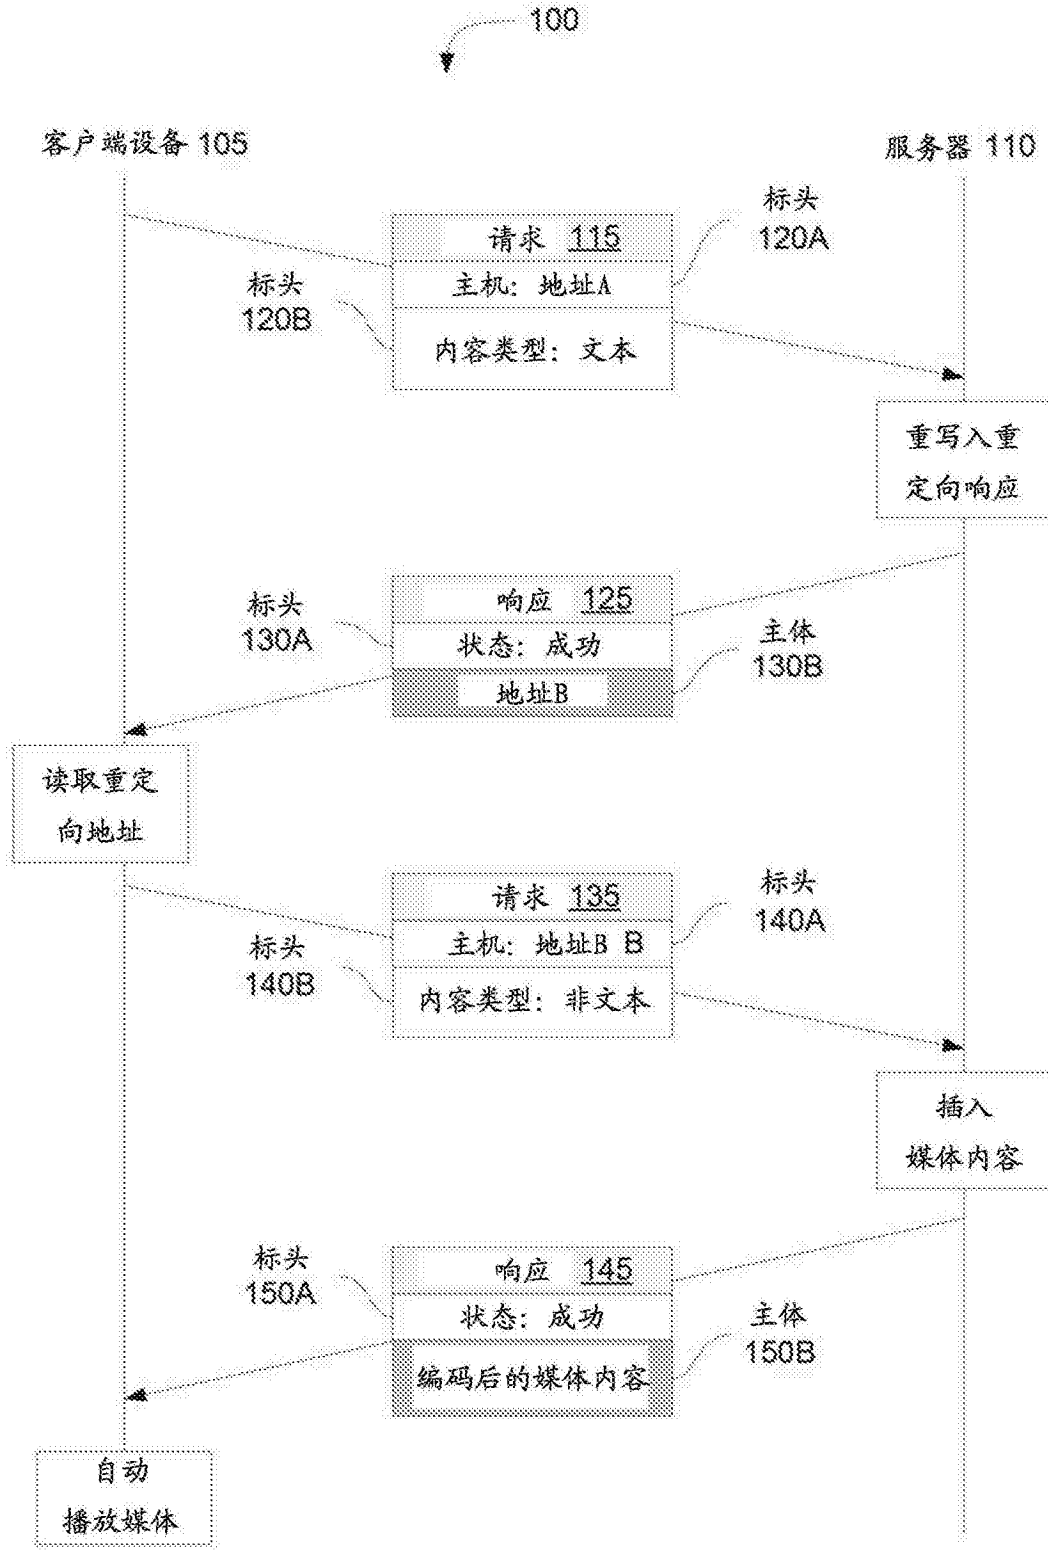 100
客户端设备 105
服务器 110
标头
120A
请求 115
主机: 地址A
标头
120B
内容类型: 文本
重写入重
定向响应
标头
130A
响应 125
状态: 成功
主体
130B
地址B
读取重定
向地址
请求 135
标头
140A
主机: 地址B B
标头
140B
内容类型: 非文本
插入
媒体内容
标头
150A
响应 145
状态: 成功
主体
150B
编码后的媒体内容
自动
播放媒体